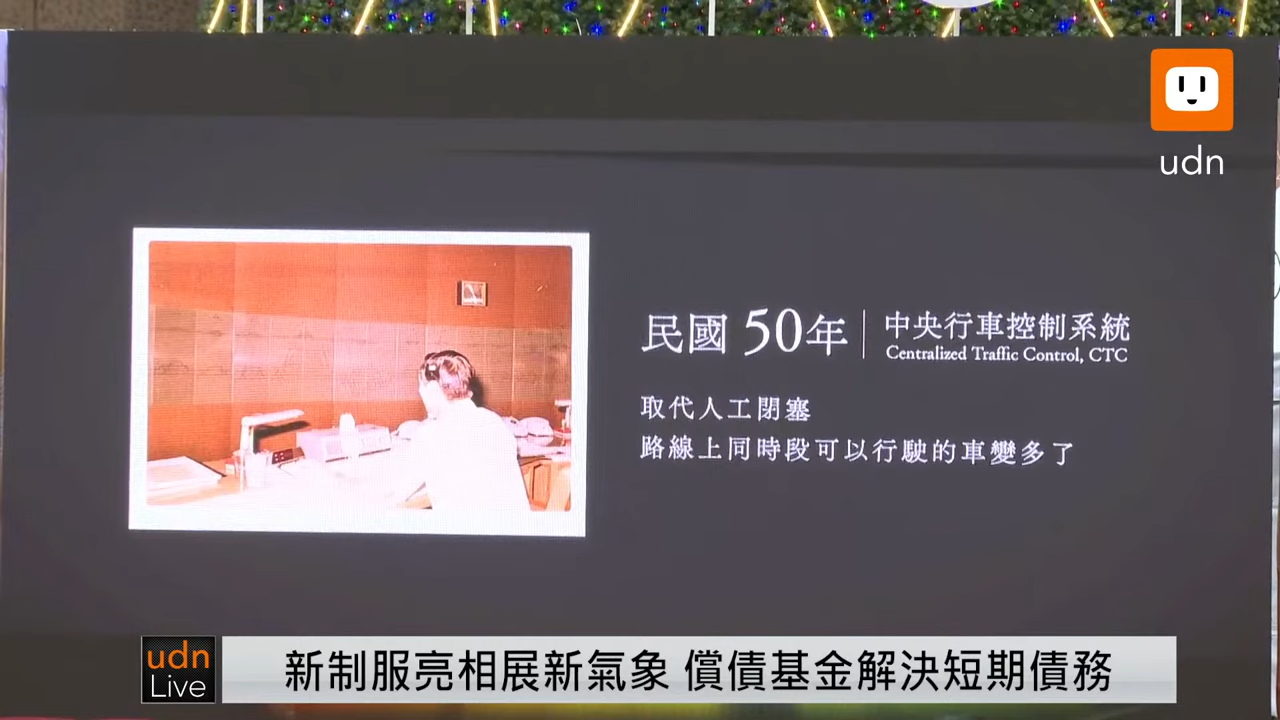 udn
民國 50年
中央行車控制系統
Centralized Traffic Control, CTC
取代人工閉塞
路線上同時段可以行駛的車變多了
udn
Live
新制服亮相展新氣象 償債基金解決短期債務